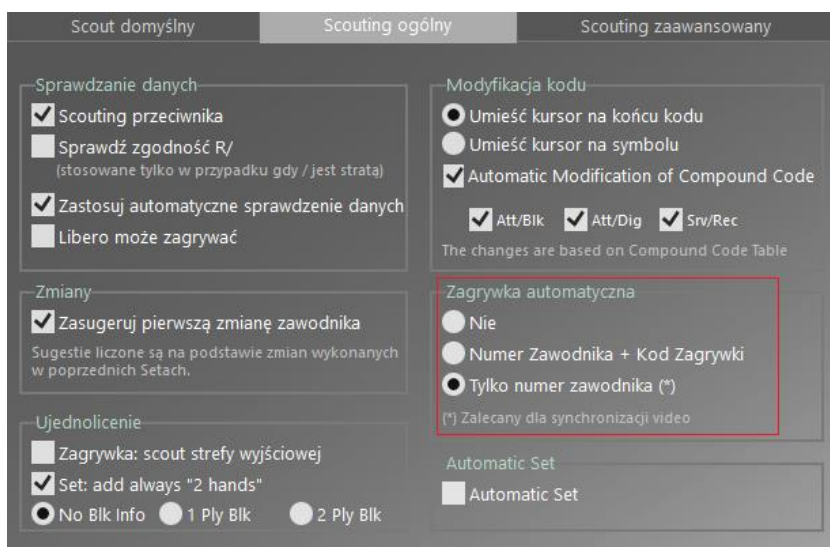 Scout domyślny
Scouting ogólny
Scouting zaawansowany
Sprawdzanie danych
Scouting przeciwnika
Sprawdź zgodność R/
(stosowane tylko w przypadku gdy / jest stratą)
Zastosuj automatyczne sprawdzenie danych
Libero może zagrywać
Zmiany
Zasugeruj pierwszą zmianę zawodnika
Sugestie liczone są na podstawie zmian wykonanych
w poprzednich Setach.
Ujednolicenie
Zagrywka: scout strefy wyjściowej
Set: add always "2 hands"
No Blk Info 1 Ply Blk 2 Ply Blk
Modyfikacja kodu
Umieść kursor na końcu kodu
Umieść kursor na symbolu
Automatic Modification of Compound Code
Att/Blk Att/Dig Srv/Rec
The changes are based on Compound Code Table
Zagrywka automatyczna
Nie
Numer Zawodnika + Kod Zagrywki
Tylko numer zawodnika (*)
(*) Zalecany dla synchronizacji video
Automatic Set
Automatic Set